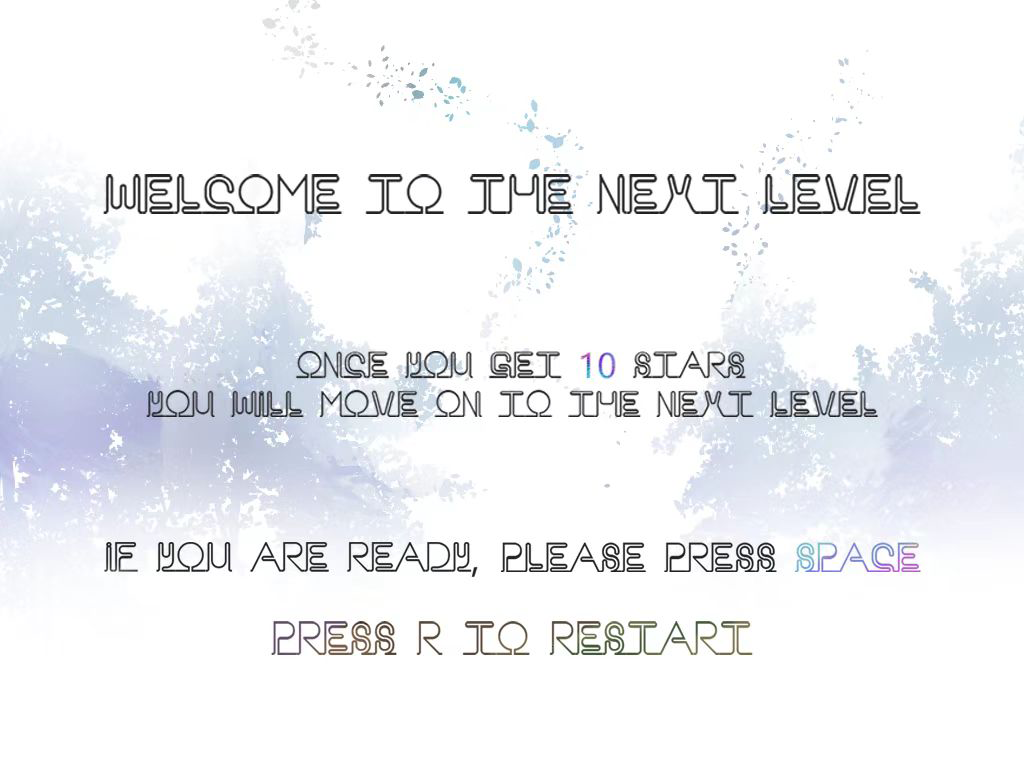 WELCOME TO THE NEXT LEVEL
ONCE YOU GET 10 STARS
YOU WILL MOVE ON TO THE NEXT LEVEL
IF YOU ARE READY, PLEASE PRESS SPACE
PRESS R TO RESTART